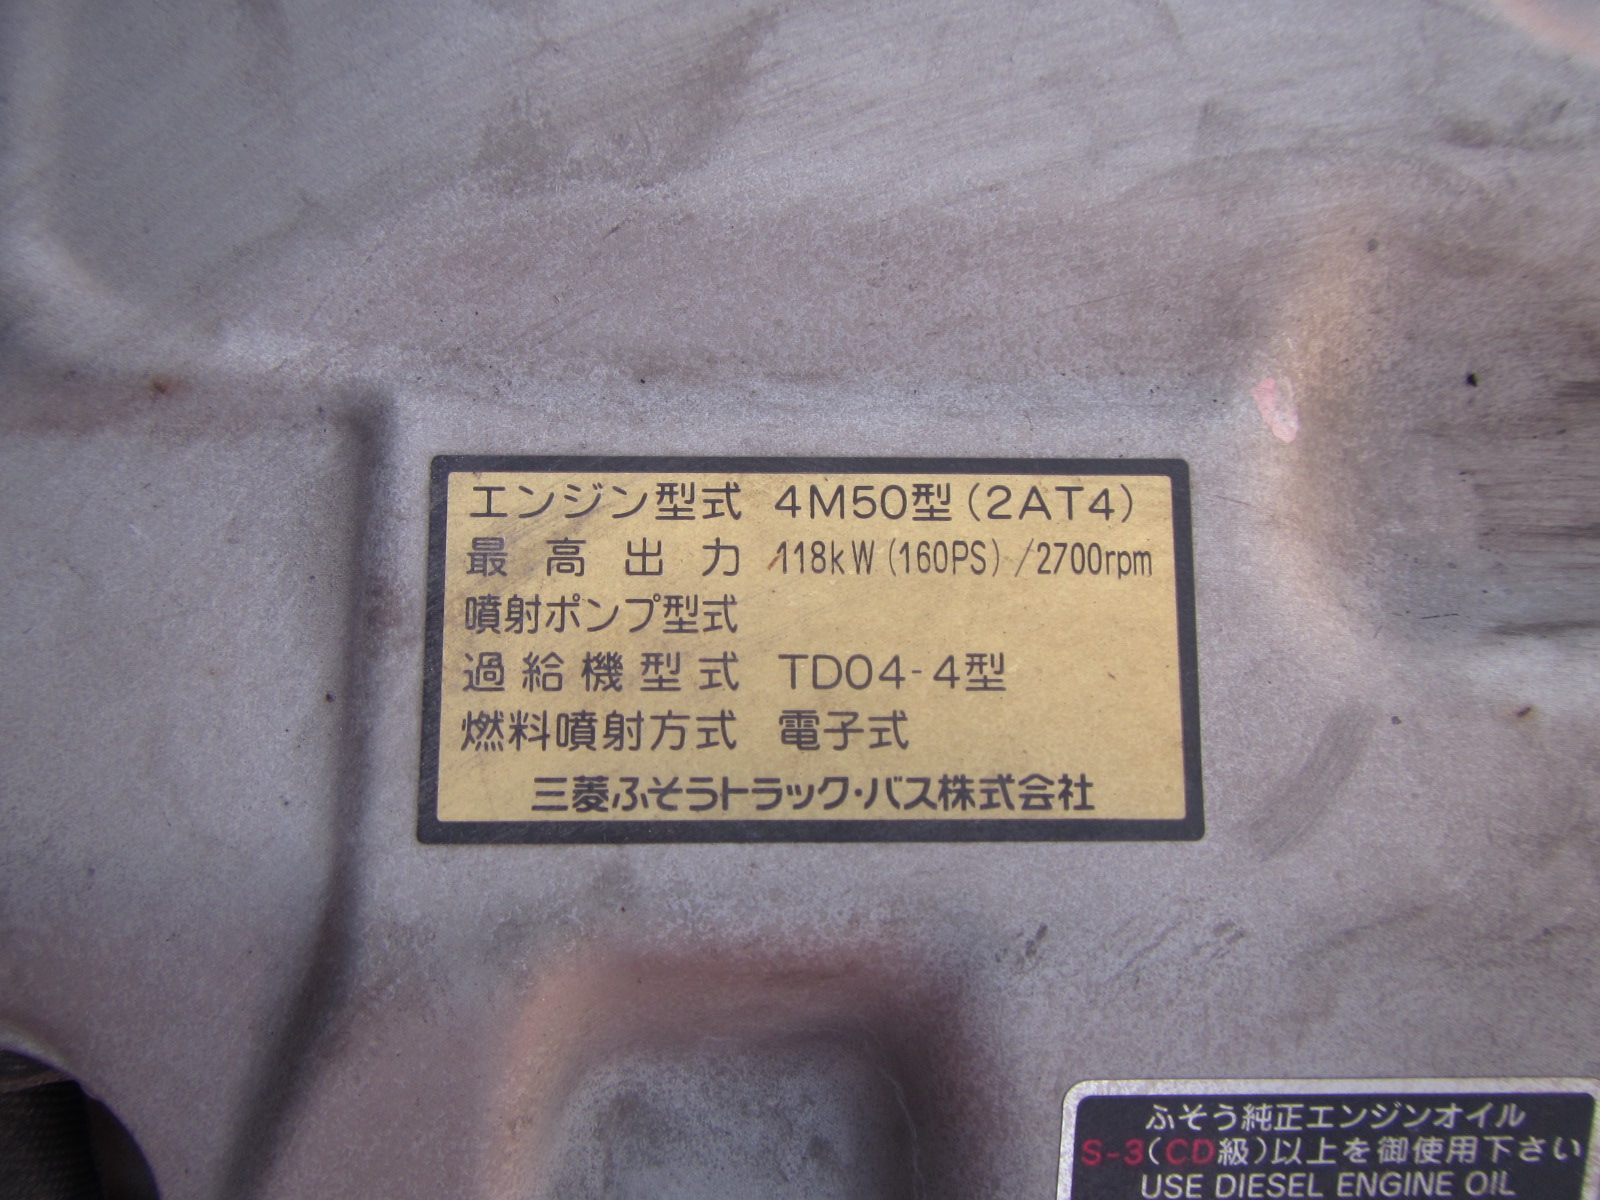 エンジン型式 4M50型(2AT4)
最高出力 118kW(160PS)/2700rpm
噴射ポンプ型式
過給機型式 TD04-4型
燃料噴射方式 電子式
三菱ふそうトラック・バス株式会社
ふそう純正エンジンオイル
S-3(CD級)以上を御使用下さい
USE DIESEL ENGINE OIL